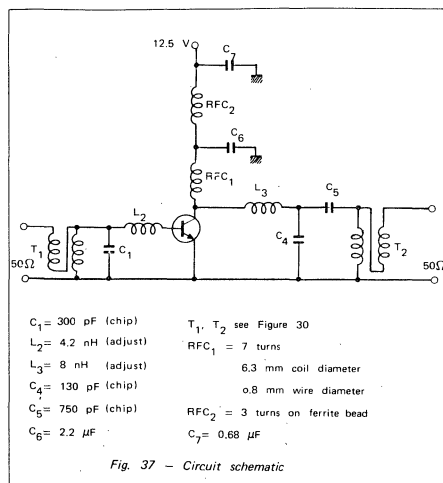 12.5 V
C7
RFC2
C6
RFC1
L3
C5
L2
T1
C1
C4
T2
50Ω
50Ω
C1= 300 pF (chip)
L2= 4.2 nH (adjust)
L3= 8 nH (adjust)
C4= 130 pF (chip)
C5= 750 pF (chip)
C6= 2.2 μF
T1, T2 see Figure 30
RFC1 = 7 turns
6.3 mm coil diameter
o.8 mm wire diameter
RFC2 = 3 turns on ferrite bead
C7= 0.68 μF
Fig. 37 – Circuit schematic